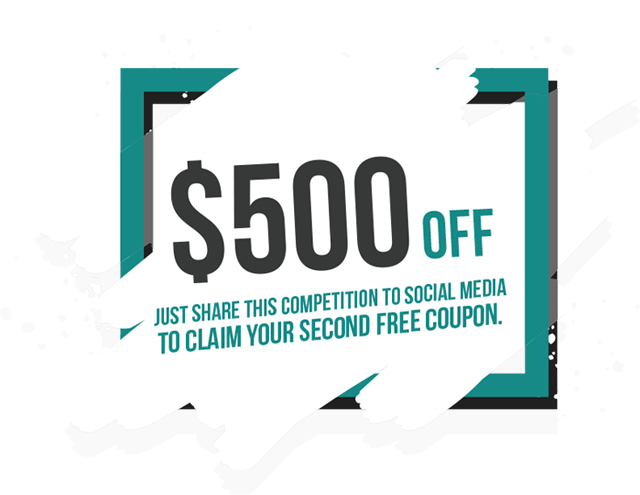 $500 OFF
JUST SHARE THIS COMPETITION TO SOCIAL MEDIA
TO CLAIM YOUR SECOND FREE COUPON.